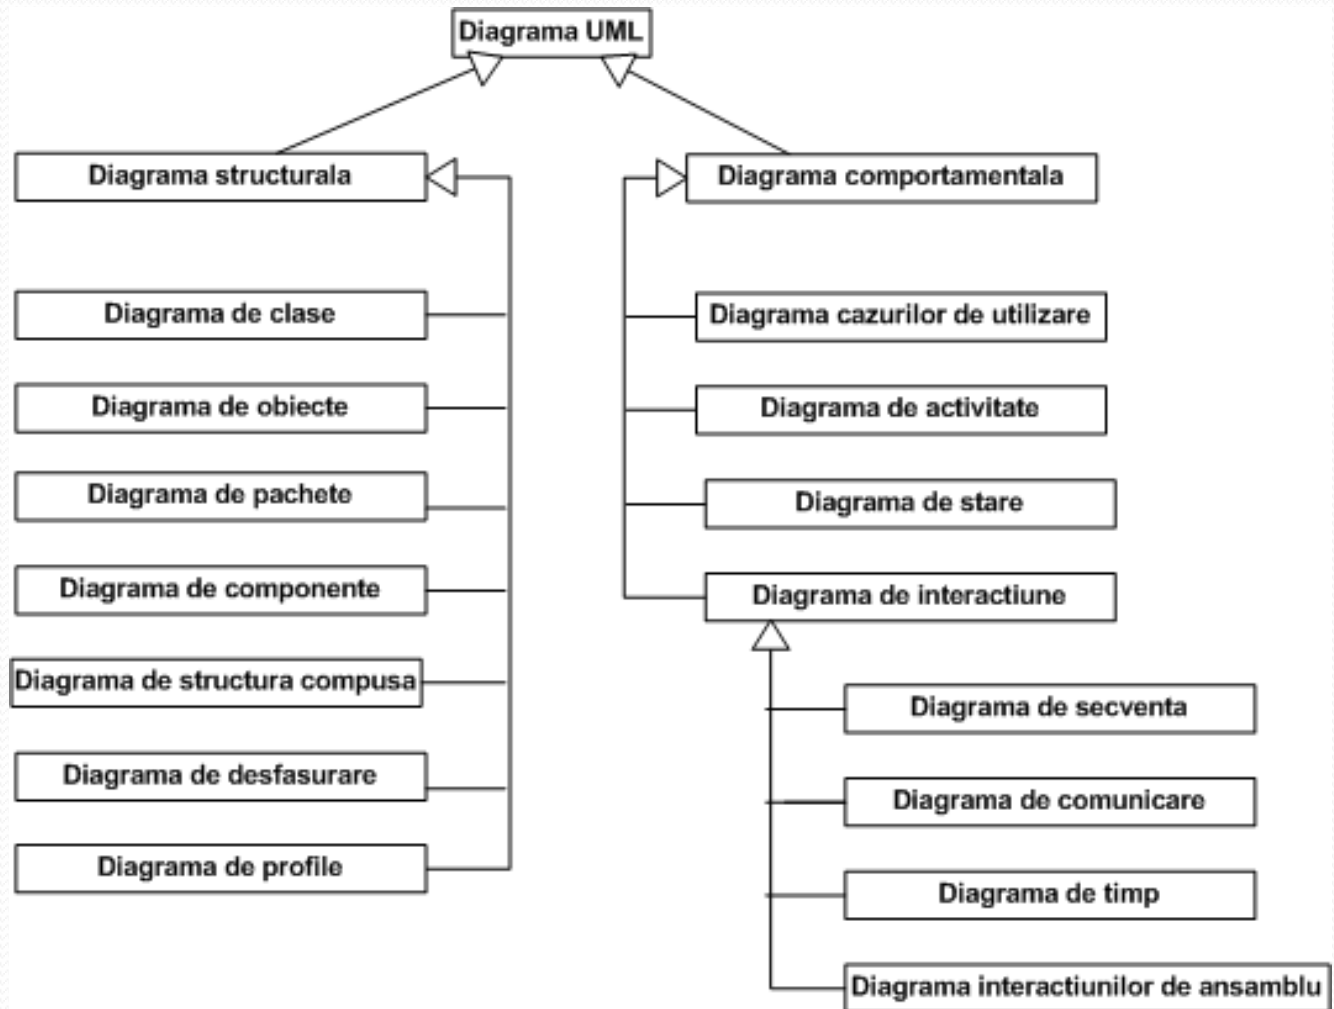 Diagrama UML
Diagrama structurala
Diagrama comportamentala
Diagrama de clase
Diagrama de obiecte
Diagrama de pachete
Diagrama de componente
Diagrama de structura compusa
Diagrama de desfasurare
Diagrama de profile
Diagrama cazurilor de utilizare
Diagrama de activitate
Diagrama de stare
Diagrama de interactiune
Diagrama de secventa
Diagrama de comunicare
Diagrama de timp
Diagrama interactiunilor de ansamblu